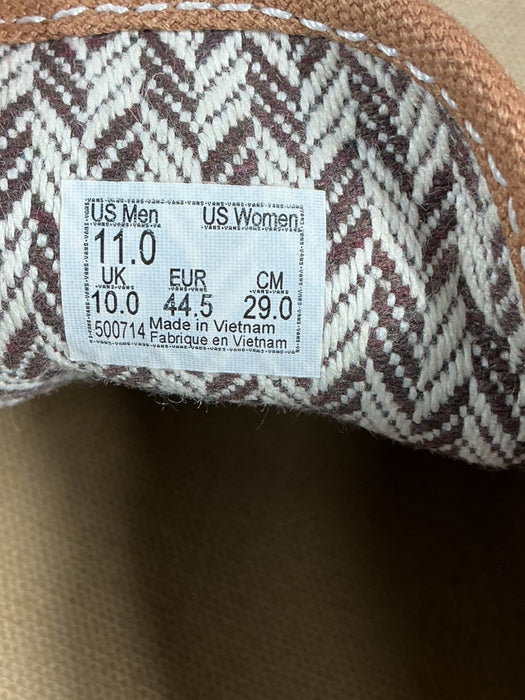 US Men US Women
11.0
UK EUR CM
10.0 44.5 29.0
500714 Made in Vietnam
Fabrique en Vietnam